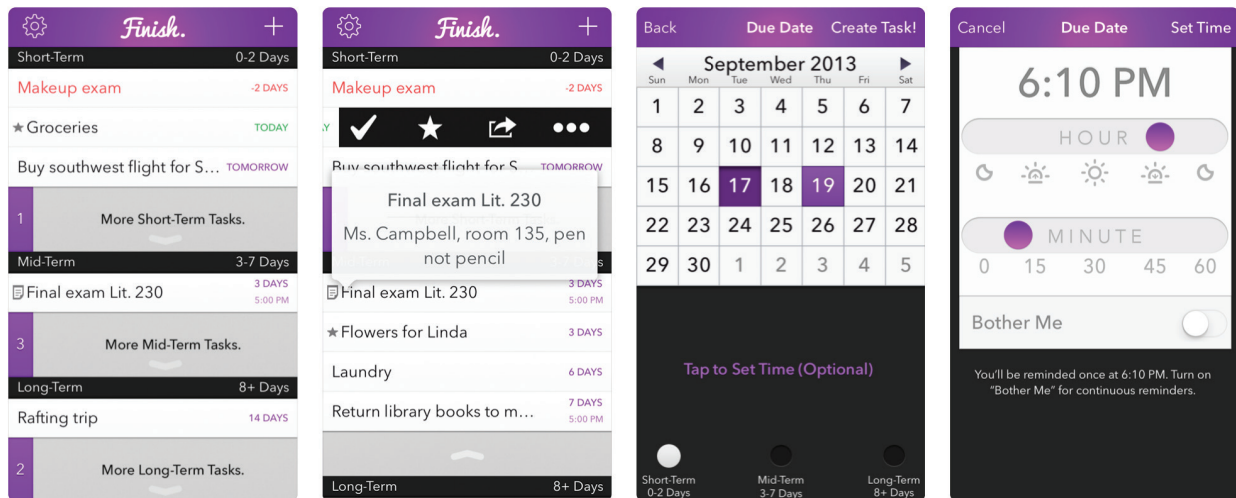 Finish.
Short-Term 0-2 Days
Makeup exam -2 DAYS
Groceries TODAY
Buy southwest flight for S... TOMORROW
1 More Short-Term Tasks.
Mid-Term 3-7 Days
Final exam Lit. 230 3 DAYS
5:00 PM
3 More Mid-Term Tasks.
Long-Term 8+ Days
Rafting trip 14 DAYS
2 More Long-Term Tasks.
Finish.
Short-Term 0-2 Days
Makeup exam -2 DAYS
Y
Buy southwest flight for S... TOMORROW
Final exam Lit. 230
Ms. Campbell, room 135, pen
not pencil
s
Final exam Lit. 230 3 DAYS
5:00 PM
Flowers for Linda 3 DAYS
Laundry 6 DAYS
Return library books to m... 7 DAYS
5:00 PM
Long-Term 8+ Days
Back Due Date Create Task!
September 2013
Sun Mon Tue Wed Thu Fri Sat
1 2 3 4 5 6 7
8 9 10 11 12 13 14
15 16 17 18 19 20 21
22 23 24 25 26 27 28
29 30 1 2 3 4 5
Tap to Set Time (Optional)
Short-Term Mid-Term Long-Term
0-2 Days 3-7 Days 8+ Days
Cancel Due Date Set Time
6:10 PM
HOUR
MINUTE
0 15 30 45 60
Bother Me
You'll be reminded once at 6:10 PM. Turn on
"Bother Me" for continuous reminders.